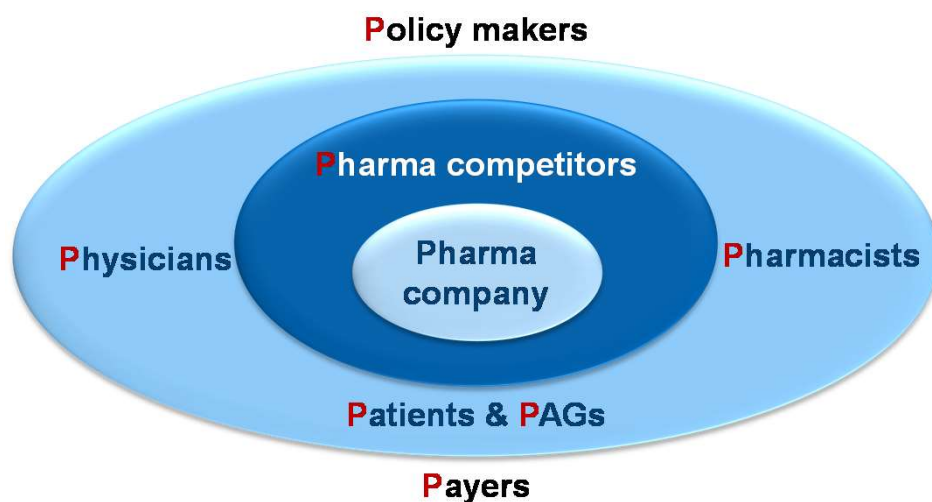 Policy makers
Pharma competitors
Physicians
Pharma
company
Pharmacists
Patients & PAGs
Payers